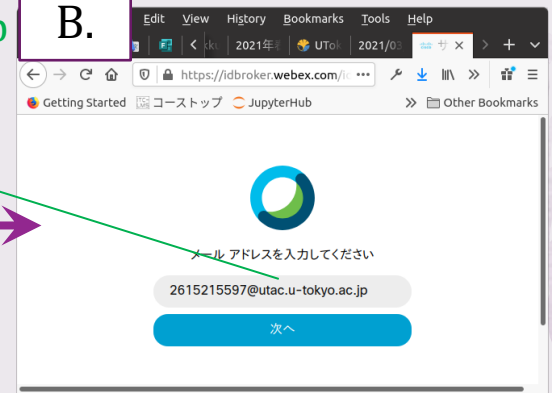 B.
Edit View History Bookmarks Tools Help
2021年 UTok 2021/03 サ
https://idbroker.webex.com/
Getting Started コーストップ JupyterHub Other Bookmarks
メール アドレスを入力してください
2615215597@utac.u-tokyo.ac.jp
次へ